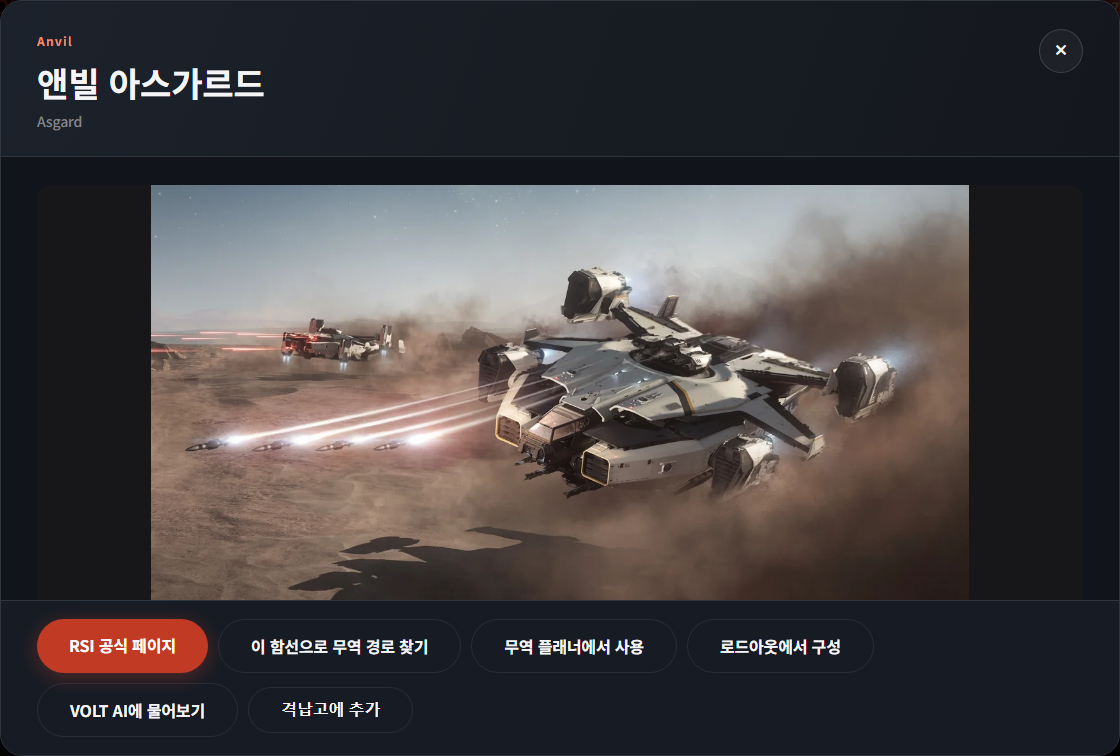 Anvil
앤빌 아스가르드
Asgard
RSI 공식 페이지
이 함선으로 무역 경로 찾기
무역 플래너에서 사용
로드아웃에서 구성
VOLT AI에 물어보기
격납고에 추가